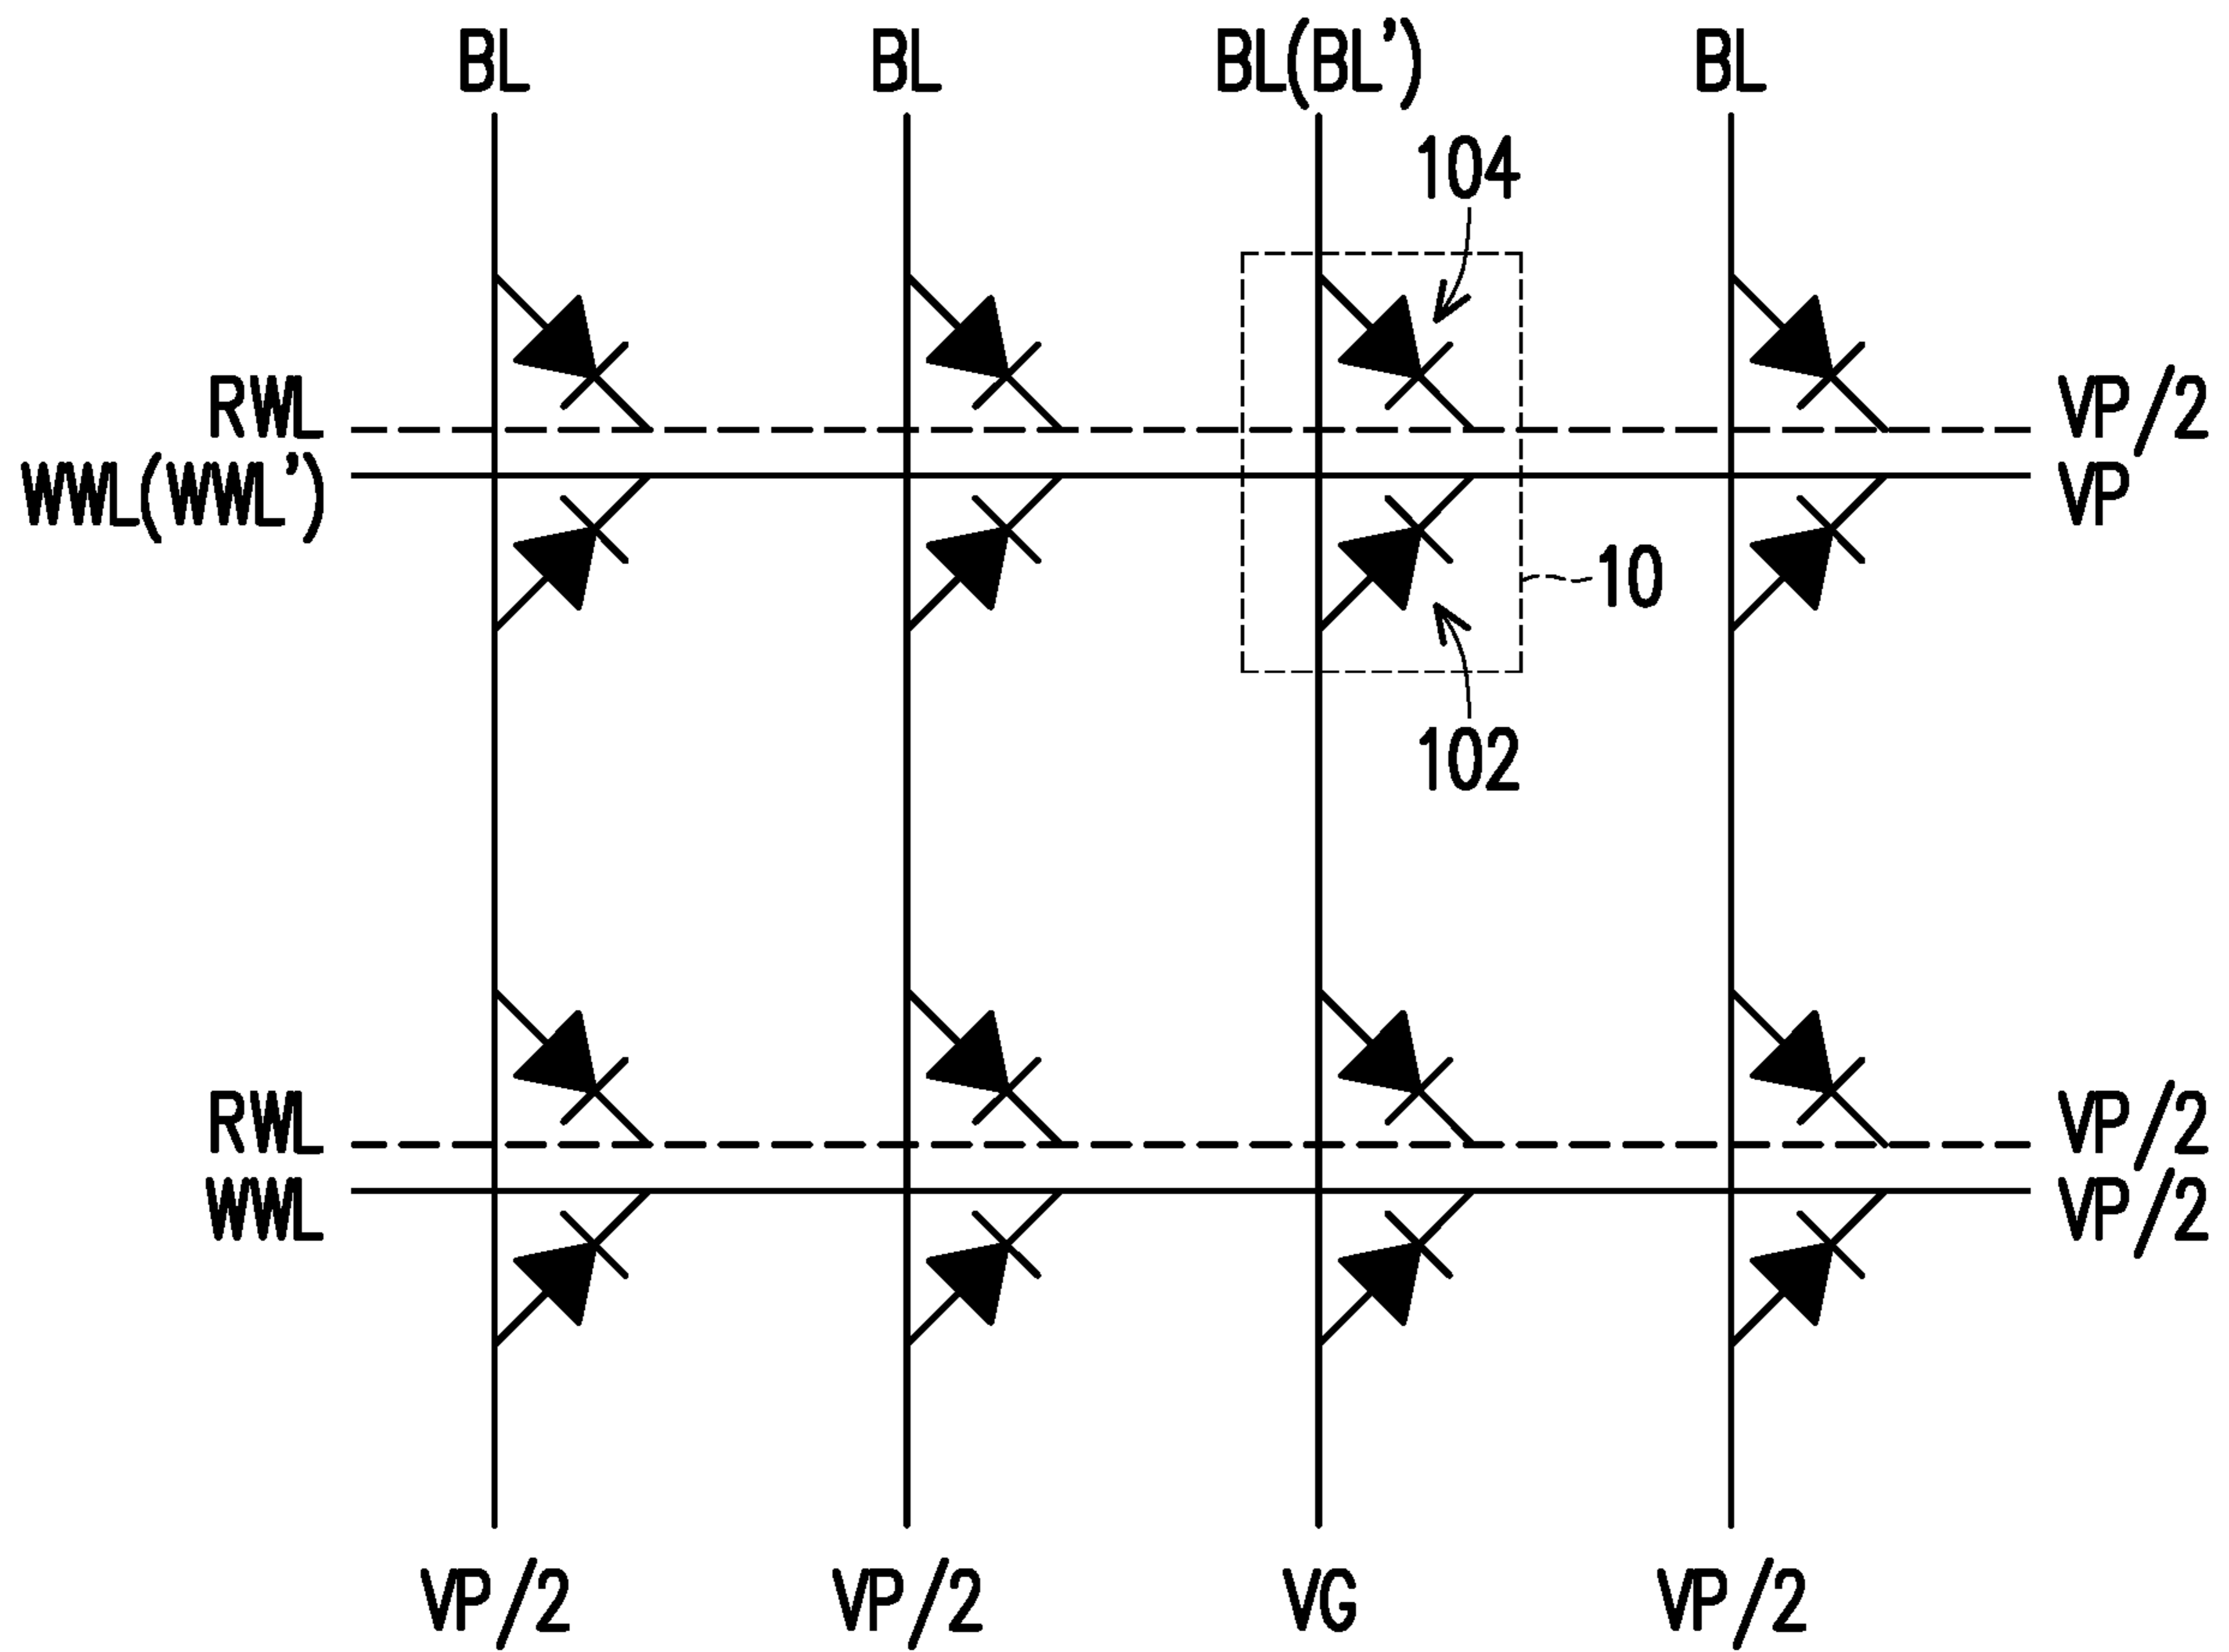 BL BL BL(BL') BL
104
RWL VP/2
WWL(WWL') VP
10
102
RWL VP/2
WWL VP/2
VP/2 VP/2 VG VP/2